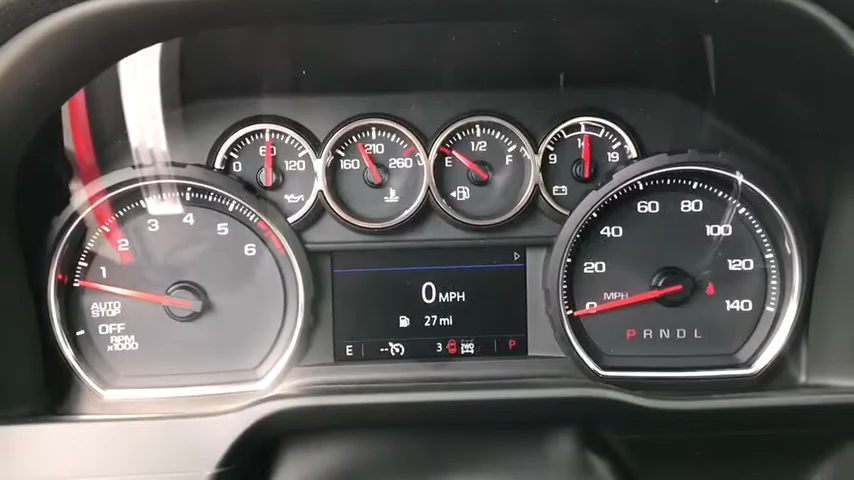 0 60 120
160 210 260
E 1/2 F
9 14 19
1 2 3 4 5 6
AUTO
STOP
OFF
RPM
x1000
0 MPH
27 mi
E
--
3
2WD
P
0 20 40 60 80 100 120 140
MPH
P R N D L